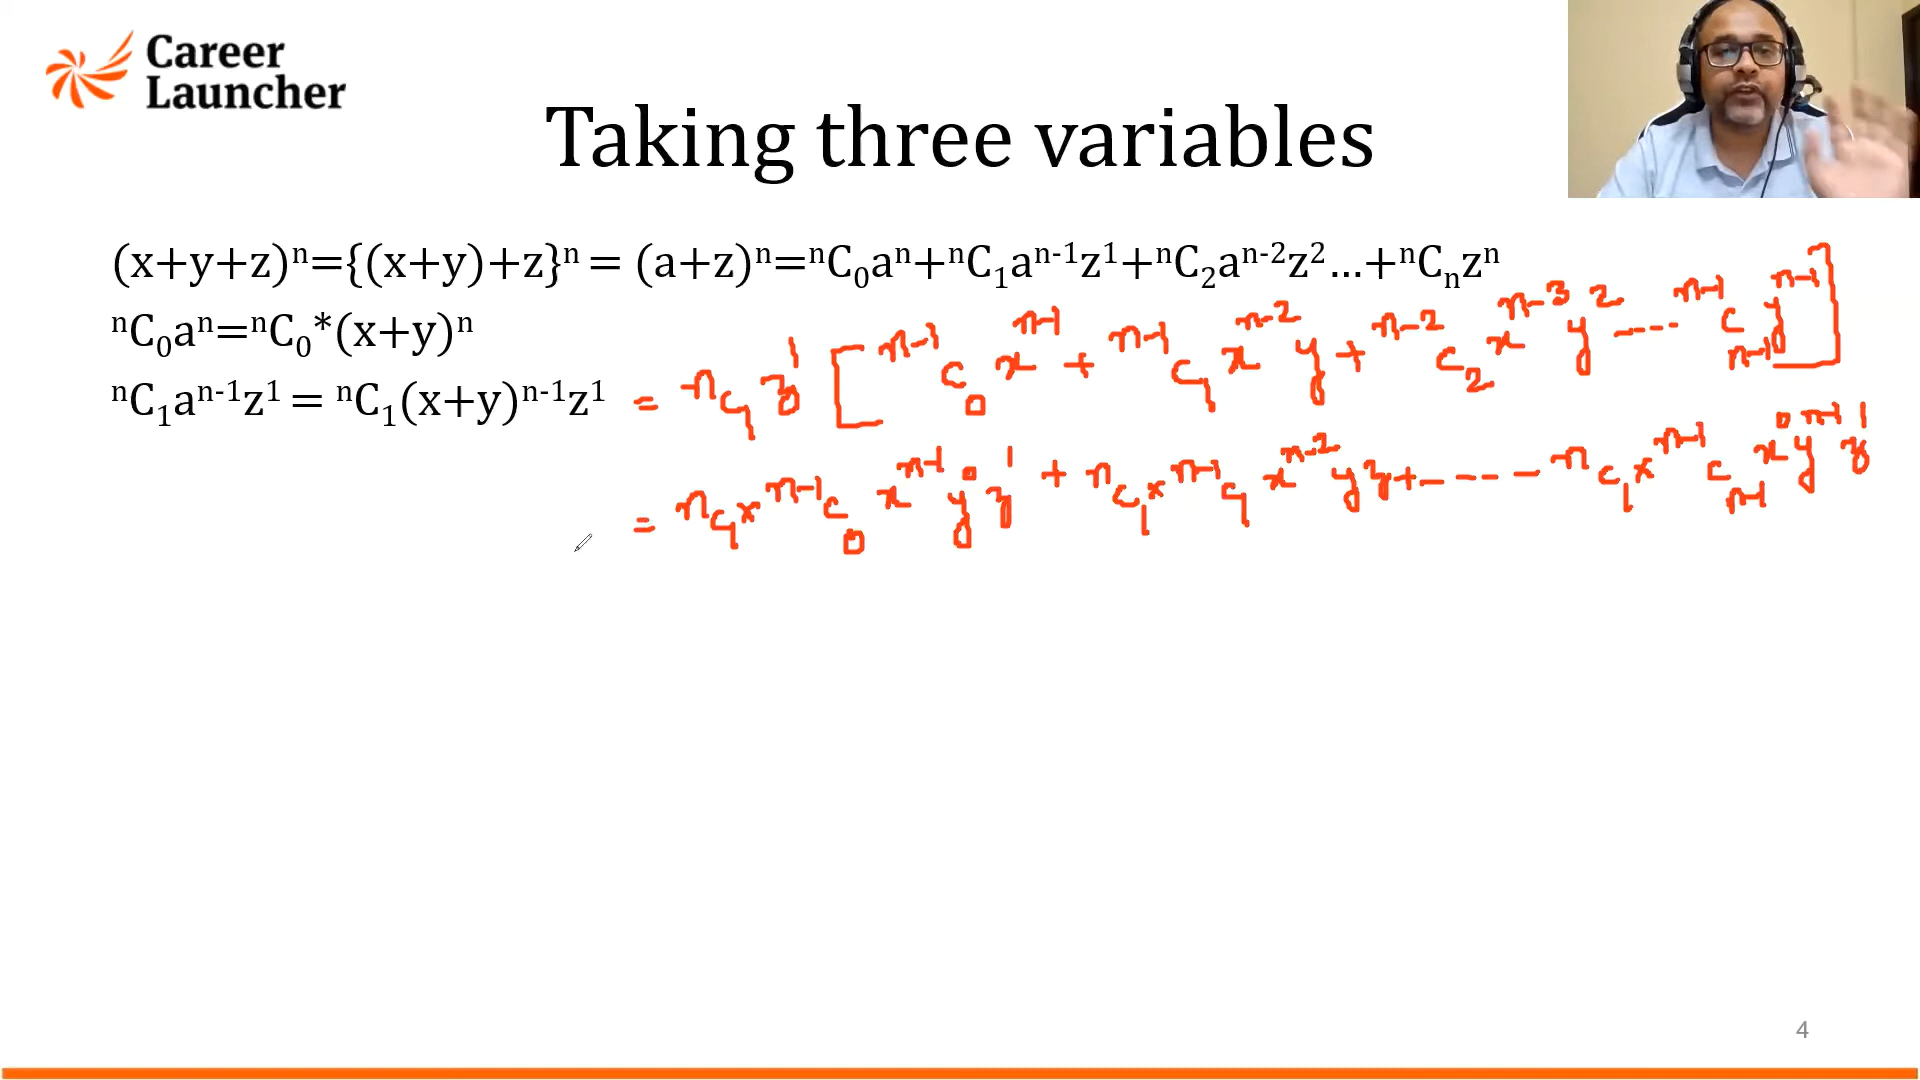 Career
Launcher
Taking three variables
(x+y+z)ⁿ={(x+y)+z}ⁿ = (a+z)ⁿ=ⁿC₀aⁿ+ⁿC₁aⁿ⁻¹z¹+ⁿC₂aⁿ⁻²z²...+ⁿCₙzⁿ
ⁿC₀aⁿ=ⁿC₀*(x+y)ⁿ
ⁿC₁aⁿ⁻¹z¹ = ⁿC₁(x+y)ⁿ⁻¹z¹ = ⁿC₁ z¹ [ ⁿ⁻¹C₀ xⁿ⁻¹ + ⁿ⁻¹C₁ xⁿ⁻² y + ⁿ⁻²C₂ xⁿ⁻³ y² ---- ⁿ⁻¹Cₙ₋₁ yⁿ⁻¹ ]
= ⁿC₁ × ⁿ⁻¹C₀ xⁿ⁻¹ y⁰ z¹ + ⁿC₁ × ⁿ⁻¹C₁ xⁿ⁻² y z + ---- ⁿC₁ × ⁿ⁻¹Cₙ₋₁ x⁰ yⁿ⁻¹ z¹
4